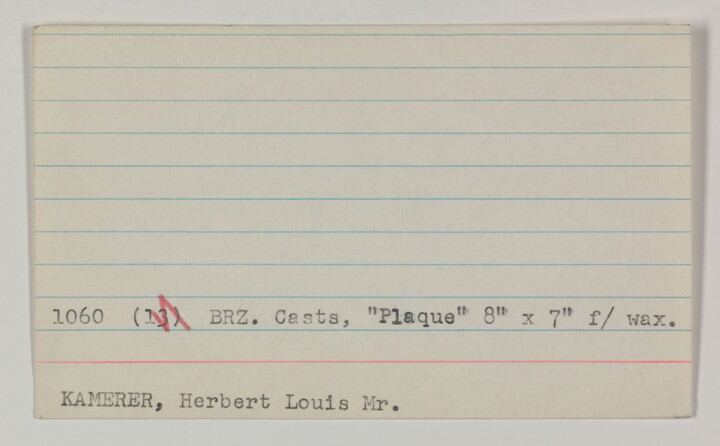 1060 (13) BRZ. Casts, "Plaque" 8" x 7" f/ wax.
KAMERER, Herbert Louis Mr.